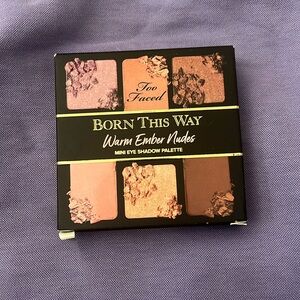 Too
Faced
BORN THIS WAY
Warm Ember Nudes
MINI EYE SHADOW PALETTE